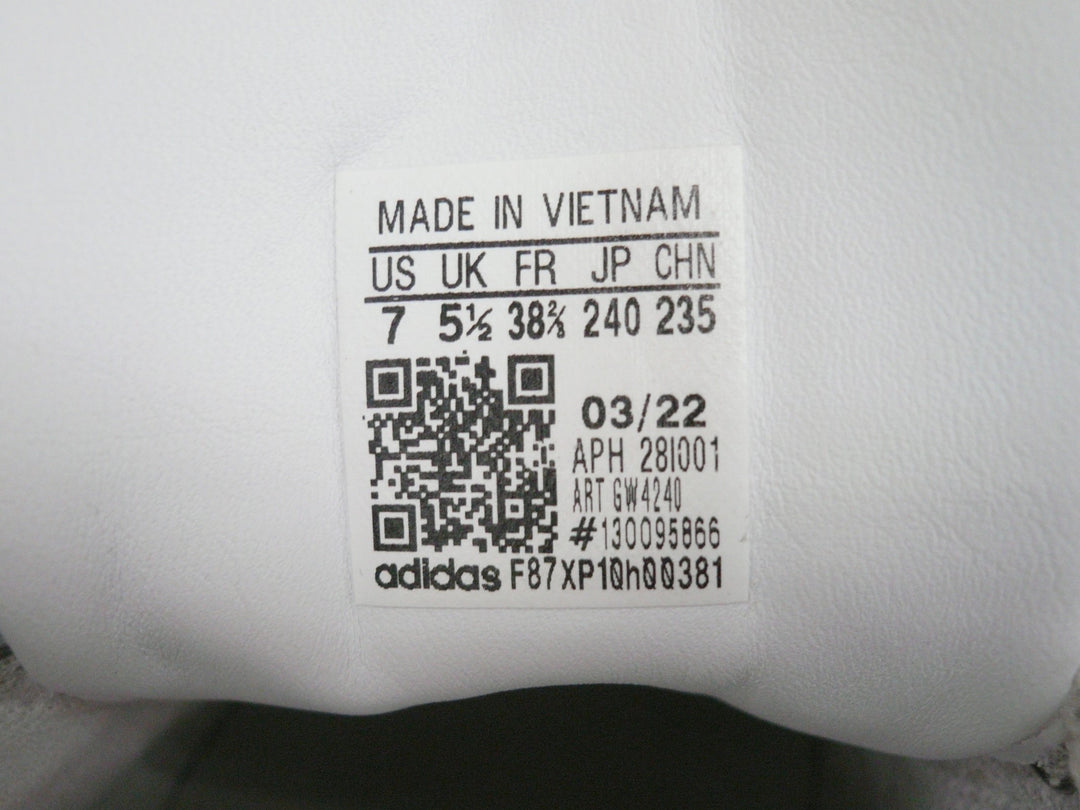 MADE IN VIETNAM
US UK FR JP CHN
7 5½ 38⅔ 240 235
03/22
APH 28I001
ART GW4240
#130095866
adidas F87XP10h00381